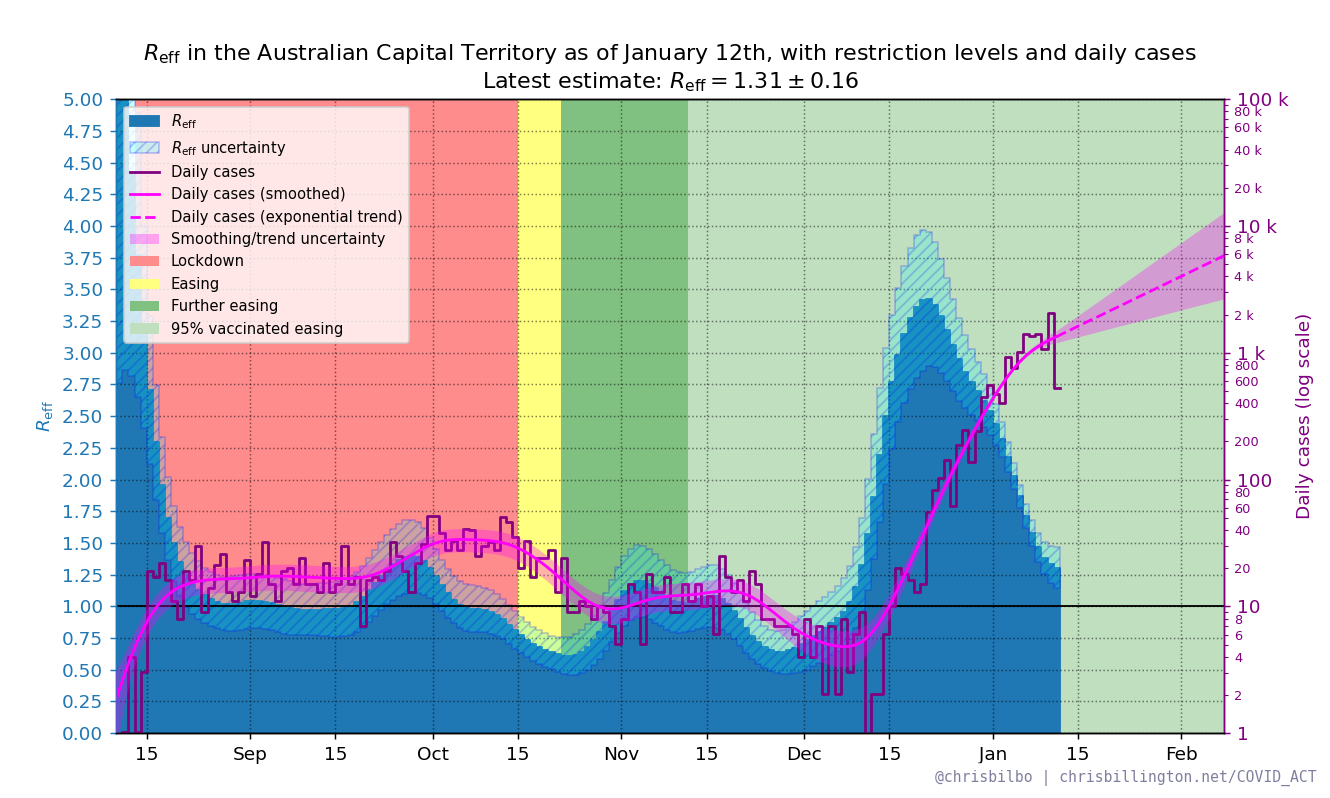 R_eff in the Australian Capital Territory as of January 12th, with restriction levels and daily cases
Latest estimate: R_eff = 1.31 ± 0.16
R_eff
R_eff uncertainty
Daily cases
Daily cases (smoothed)
Daily cases (exponential trend)
Smoothing/trend uncertainty
Lockdown
Easing
Further easing
95% vaccinated easing
R_eff
5.00
4.75
4.50
4.25
4.00
3.75
3.50
3.25
3.00
2.75
2.50
2.25
2.00
1.75
1.50
1.25
1.00
0.75
0.50
0.25
0.00
15
Sep
15
Oct
15
Nov
15
Dec
15
Jan
15
Feb
100 k
80 k
60 k
40 k
20 k
10 k
8 k
6 k
4 k
2 k
1 k
800
600
400
200
100
80
60
40
20
10
8
6
4
2
1
Daily cases (log scale)
@chrisbilbo | chrisbillington.net/COVID_ACT